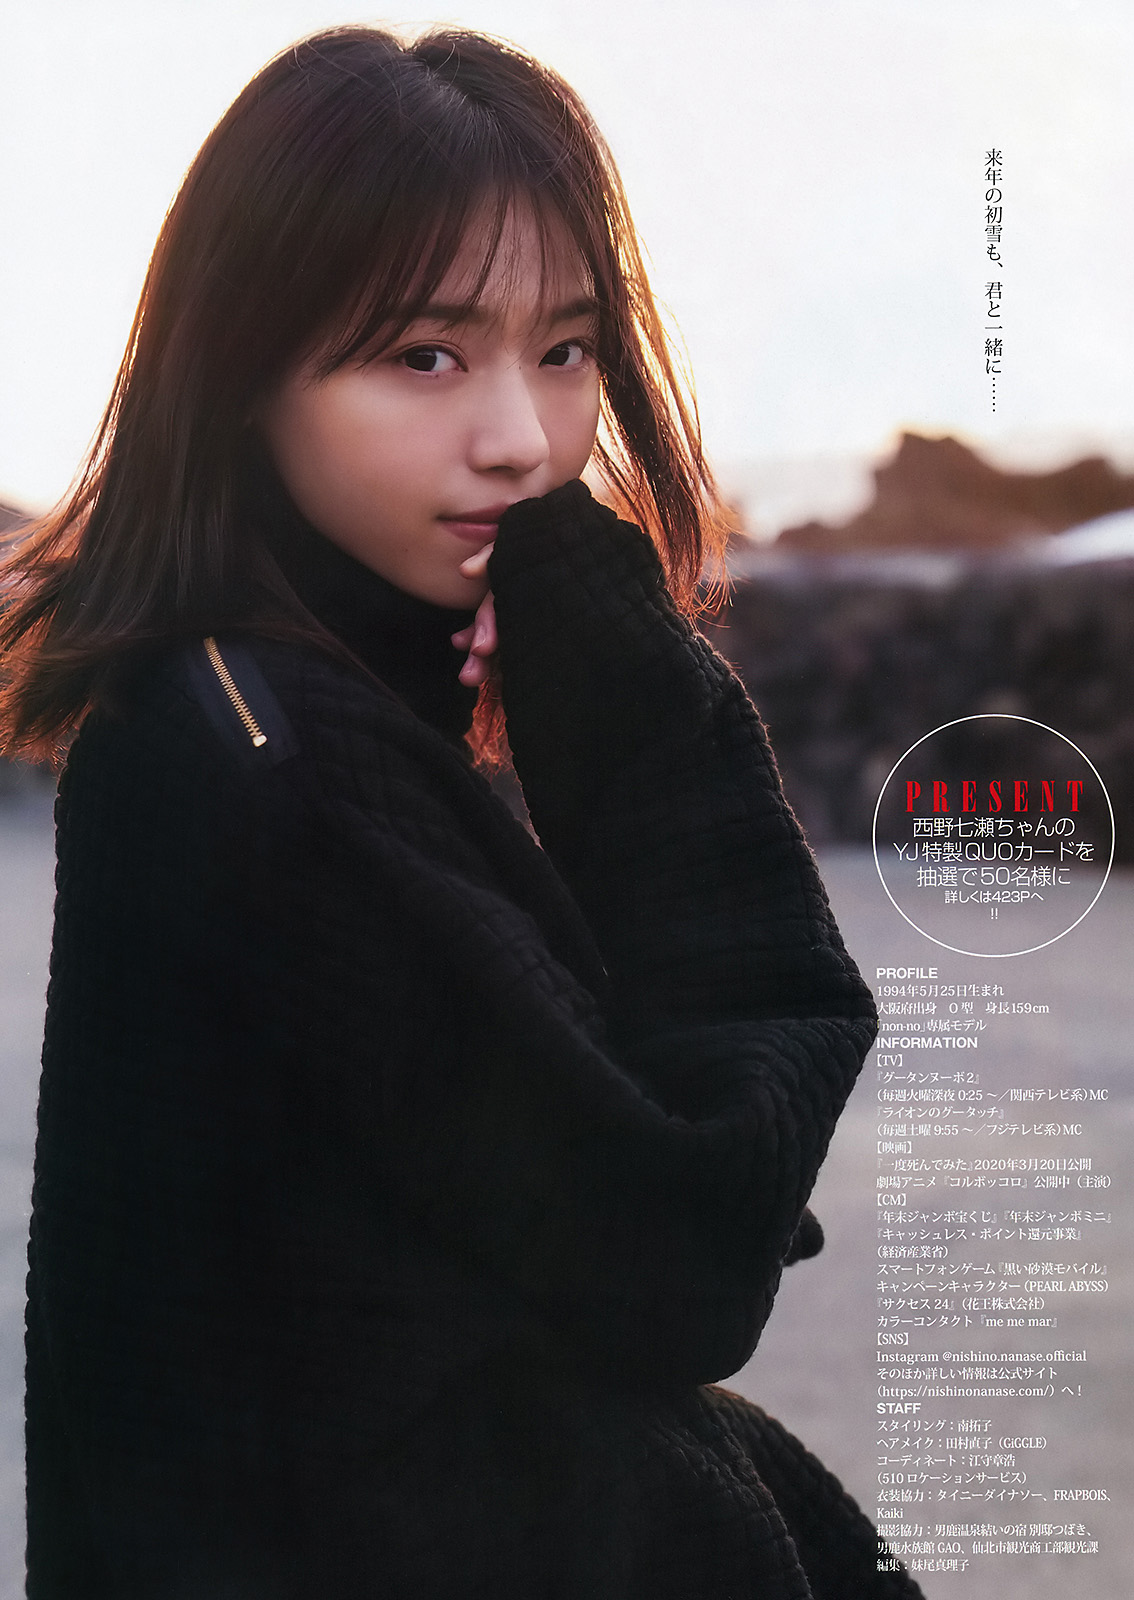 来年の初雪も、君と一緒に……
PRESENT
西野七瀬ちゃんの
YJ特製QUOカードを
抽選で50名様に
詳しくは423Pへ
!!
PROFILE
1994年5月25日生まれ
大阪府出身　O型　身長159cm
「non-no」専属モデル
INFORMATION
【TV】
『グータンヌーボ2』
(毎週火曜深夜0:25～／関西テレビ系)MC
『ライオンのグータッチ』
(毎週土曜9:55～／フジテレビ系)MC
【映画】
『一度死んでみた』2020年3月20日公開
劇場アニメ『コルボッコロ』公開中（主演）
【CM】
『年末ジャンボ宝くじ』『年末ジャンボミニ』
『キャッシュレス・ポイント還元事業』
（経済産業省）
スマートフォンゲーム『黒い砂漠モバイル』
キャンペーンキャラクター（PEARL ABYSS）
『サクセス24』（花王株式会社）
カラーコンタクト『me me mar』
【SNS】
Instagram @nishino.nanase.official
そのほか詳しい情報は公式サイト
（https://nishinonanase.com/）へ！
STAFF
スタイリング：南拓子
ヘアメイク：田村直子（GiGGLE）
コーディネート：江守章浩
（510ロケーションサービス）
衣装協力：タイニーダイナソー、FRAPBOIS、
Kaiki
撮影協力：男鹿温泉結いの宿 別邸つばき、
男鹿水族館GAO、仙北市観光商工部観光課
編集：妹尾真理子